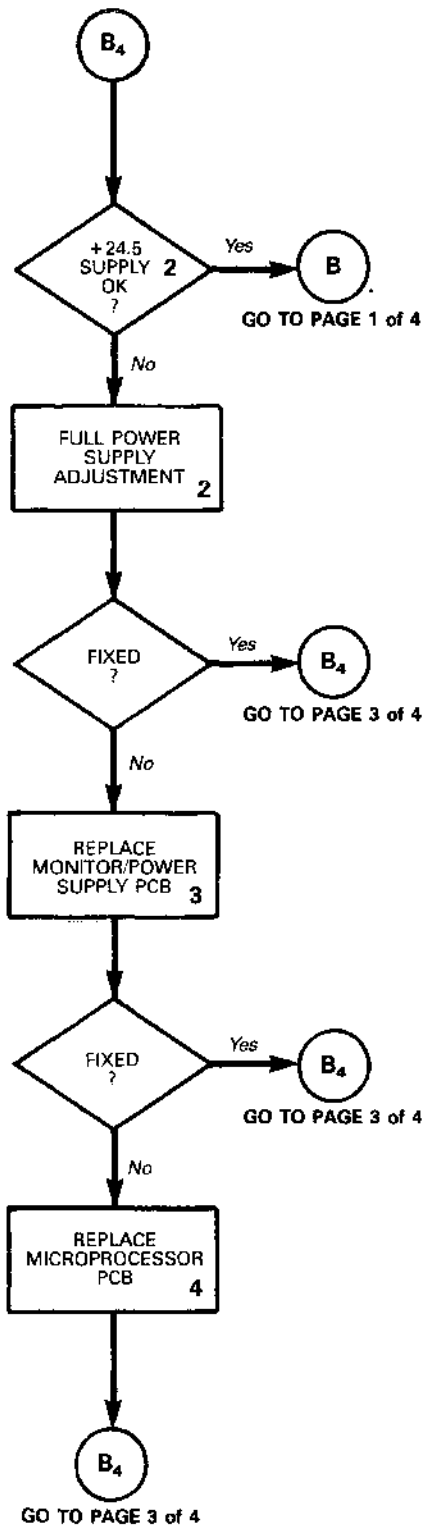 B₄
+24.5
SUPPLY 2
OK
?
Yes
B
GO TO PAGE 1 of 4
No
FULL POWER
SUPPLY
ADJUSTMENT 2
FIXED
?
Yes
B₄
GO TO PAGE 3 of 4
No
REPLACE
MONITOR/POWER
SUPPLY PCB 3
FIXED
?
Yes
B₄
GO TO PAGE 3 of 4
No
REPLACE
MICROPROCESSOR
PCB 4
B₄
GO TO PAGE 3 of 4